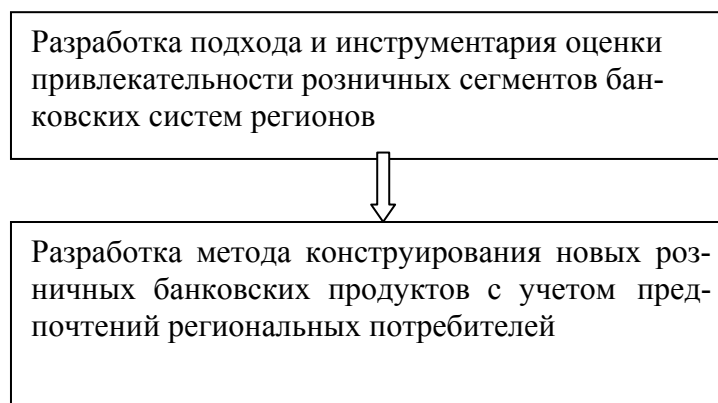 Разработка подхода и инструментария оценки
привлекательности розничных сегментов бан-
ковских систем регионов
Разработка метода конструирования новых роз-
ничных банковских продуктов с учетом пред-
почтений региональных потребителей